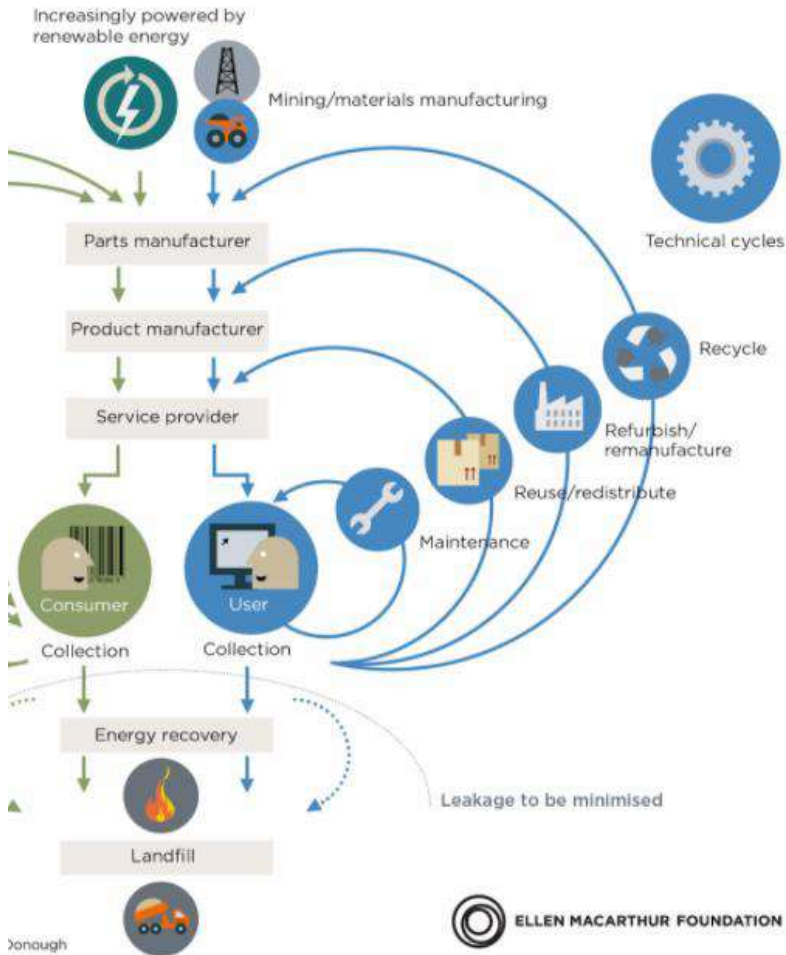 Increasingly powered by
renewable energy
Mining/materials manufacturing
Technical cycles
Parts manufacturer
Product manufacturer
Recycle
Service provider
Refurbish/
remanufacture
Reuse/redistribute
Maintenance
Consumer
User
Collection
Collection
Energy recovery
Leakage to be minimised
Landfill
ELLEN MACARTHUR FOUNDATION
Donough